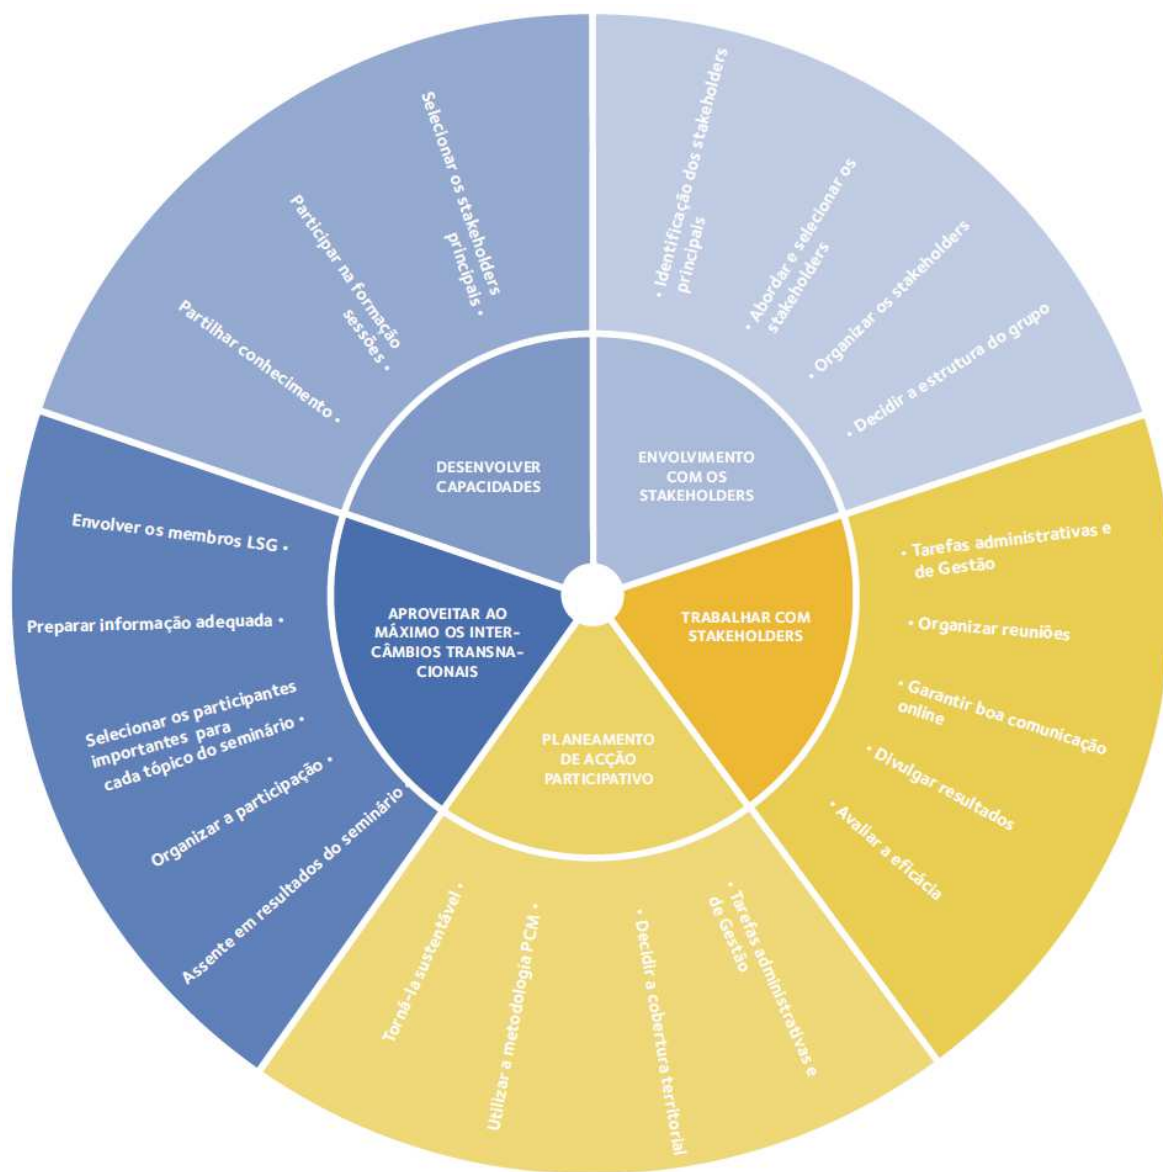 ENVOLVIMENTO
COM OS
STAKEHOLDERS
• Identificação dos stakeholders
principais
• Abordar e selecionar os
stakeholders
• Organizar os stakeholders
• Decidir a estrutura do grupo
TRABALHAR COM
STAKEHOLDERS
• Tarefas administrativas e
de Gestão
• Organizar reuniões
• Garantir boa comunicação
online
• Divulgar resultados
• Avaliar a eficácia
PLANEAMENTO
DE ACÇÃO
PARTICIPATIVO
• Tarefas administrativas e
de Gestão
• Decidir a cobertura territorial
Utilizar a metodologia PCM •
Torná-la sustentável •
APROVEITAR AO
MÁXIMO OS INTER-
CÂMBIOS TRANSNA-
CIONAIS
Envolver os membros LSG •
Preparar informação adequada •
Selecionar os participantes
importantes para
cada tópico do seminário •
Organizar a participação •
Assente em resultados do seminário •
DESENVOLVER
CAPACIDADES
Partilhar conhecimento •
Participar na formação
sessões •
Selecionar os stakeholders
principais •